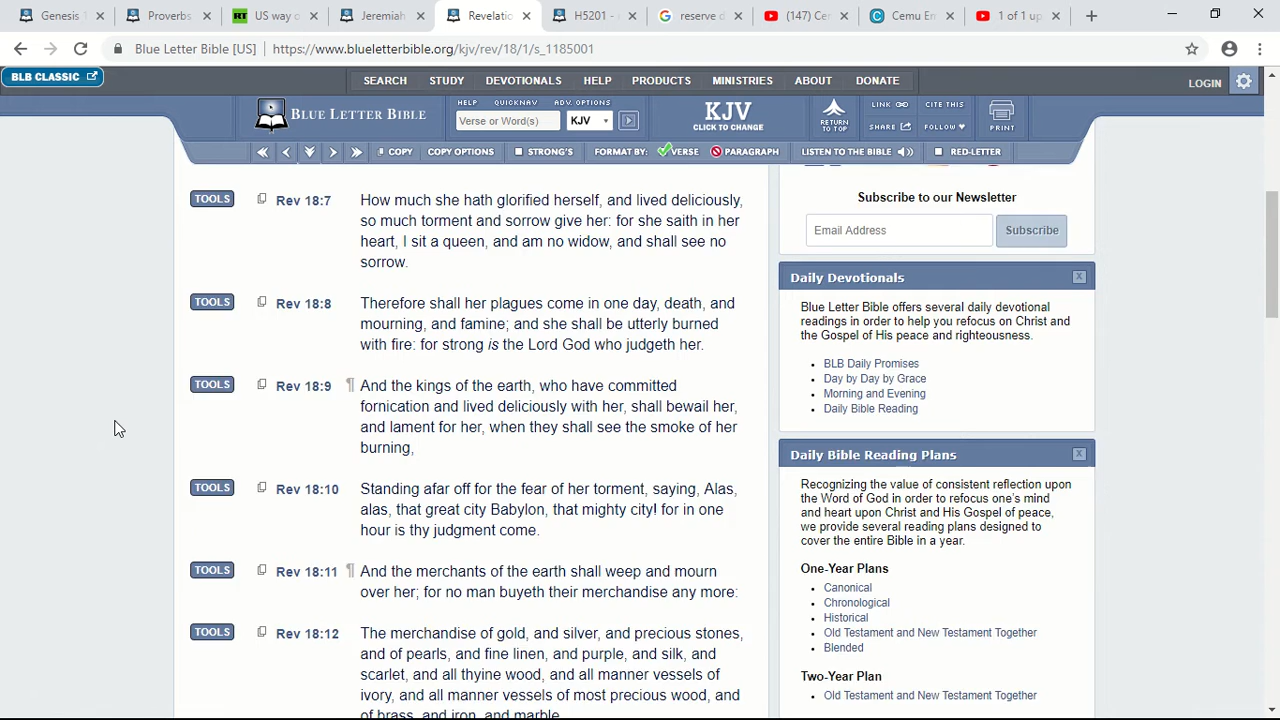 Genesis 1
Proverb
US way o
Jeremiah
Revelatio
H5201 -
reserve d
(147) Ce
Cemu En
1 of 1 up
Blue Letter Bible [US] https://www.blueletterbible.org/kjv/rev/18/1/s_1185001
BLB CLASSIC
SEARCH STUDY DEVOTIONALS HELP PRODUCTS MINISTRIES ABOUT DONATE
LOGIN
BLUE LETTER BIBLE
HELP QUICKNAV ADV. OPTIONS
Verse or Word(s) KJV
KJV
CLICK TO CHANGE
RETURN
TO TOP
LINK CITE THIS
SHARE FOLLOW
PRINT
COPY COPY OPTIONS STRONG'S FORMAT BY: VERSE PARAGRAPH LISTEN TO THE BIBLE RED-LETTER
TOOLS Rev 18:7 How much she hath glorified herself, and lived deliciously,
so much torment and sorrow give her: for she saith in her
heart, I sit a queen, and am no widow, and shall see no
sorrow.
TOOLS Rev 18:8 Therefore shall her plagues come in one day, death, and
mourning, and famine; and she shall be utterly burned
with fire: for strong is the Lord God who judgeth her.
TOOLS Rev 18:9 ¶ And the kings of the earth, who have committed
fornication and lived deliciously with her, shall bewail her,
and lament for her, when they shall see the smoke of her
burning,
TOOLS Rev 18:10 Standing afar off for the fear of her torment, saying, Alas,
alas, that great city Babylon, that mighty city! for in one
hour is thy judgment come.
TOOLS Rev 18:11 ¶ And the merchants of the earth shall weep and mourn
over her; for no man buyeth their merchandise any more:
TOOLS Rev 18:12 The merchandise of gold, and silver, and precious stones,
and of pearls, and fine linen, and purple, and silk, and
scarlet, and all thyine wood, and all manner vessels of
ivory, and all manner vessels of most precious wood, and
of brass, and iron, and marble,
Subscribe to our Newsletter
Email Address Subscribe
Daily Devotionals X
Blue Letter Bible offers several daily devotional
readings in order to help you refocus on Christ and
the Gospel of His peace and righteousness.
BLB Daily Promises
Day by Day by Grace
Morning and Evening
Daily Bible Reading
Daily Bible Reading Plans X
Recognizing the value of consistent reflection upon
the Word of God in order to refocus one's mind
and heart upon Christ and His Gospel of peace,
we provide several reading plans designed to
cover the entire Bible in a year.
One-Year Plans
Canonical
Chronological
Historical
Old Testament and New Testament Together
Blended
Two-Year Plan
Old Testament and New Testament Together